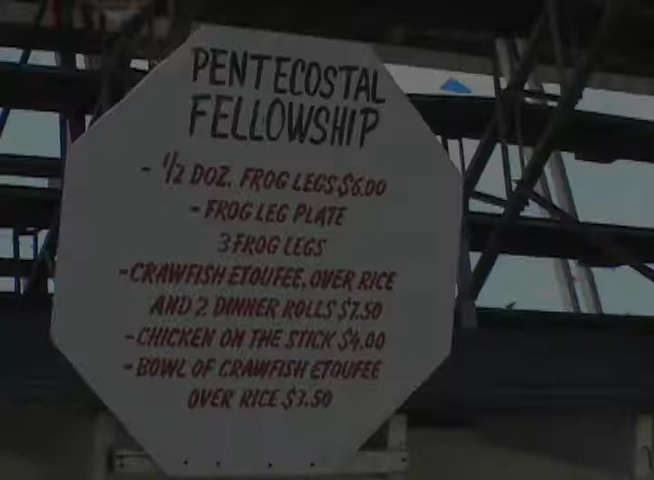 PENTECOSTAL
FELLOWSHIP
- 1/2 DOZ. FROG LEGS $6.00
- FROG LEG PLATE
3 FROG LEGS
- CRAWFISH ETOUFEE, OVER RICE
AND 2 DINNER ROLLS $7.50
- CHICKEN ON THE STICK $4.00
- BOWL OF CRAWFISH ETOUFEE
OVER RICE $3.50